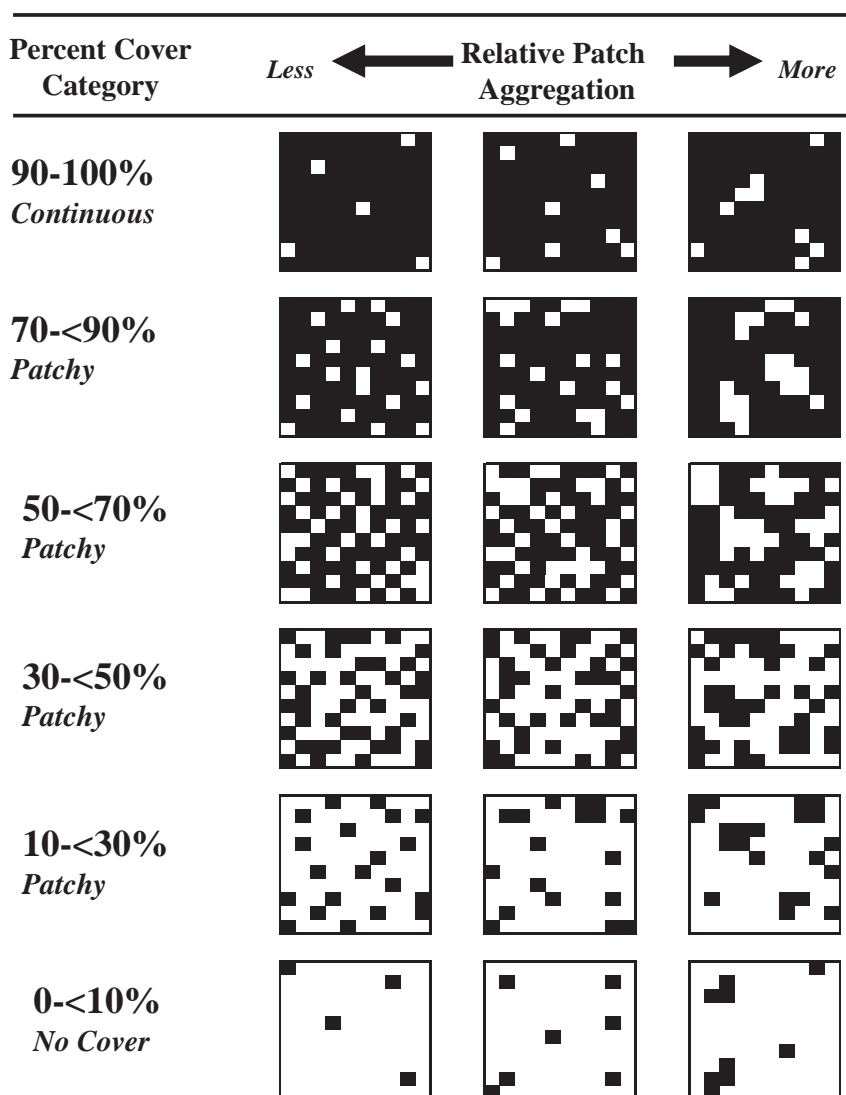 Percent Cover
Category
Less
Relative Patch
Aggregation
More
90-100%
Continuous
70-<90%
Patchy
50-<70%
Patchy
30-<50%
Patchy
10-<30%
Patchy
0-<10%
No Cover